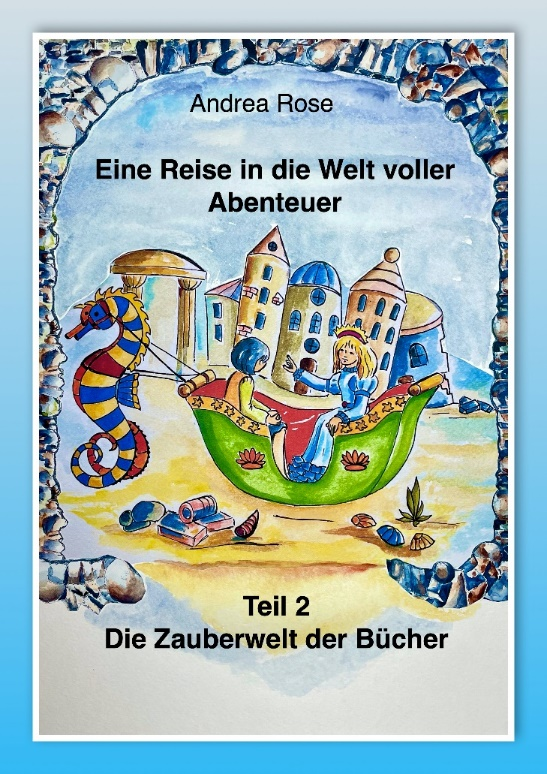 Andrea Rose
Eine Reise in die Welt voller
Abenteuer
Teil 2
Die Zauberwelt der Bücher